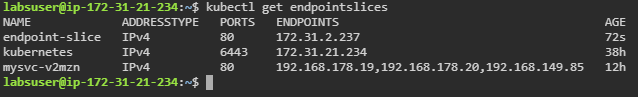 labsuser@ip-172-31-21-234:~$ kubectl get endpointslices
NAME ADDRESSTYPE PORTS ENDPOINTS AGE
endpoint-slice IPv4 80 172.31.2.237 72s
kubernetes IPv4 6443 172.31.21.234 38h
mysvc-v2mzn IPv4 80 192.168.178.19,192.168.178.20,192.168.149.85 12h
labsuser@ip-172-31-21-234:~$